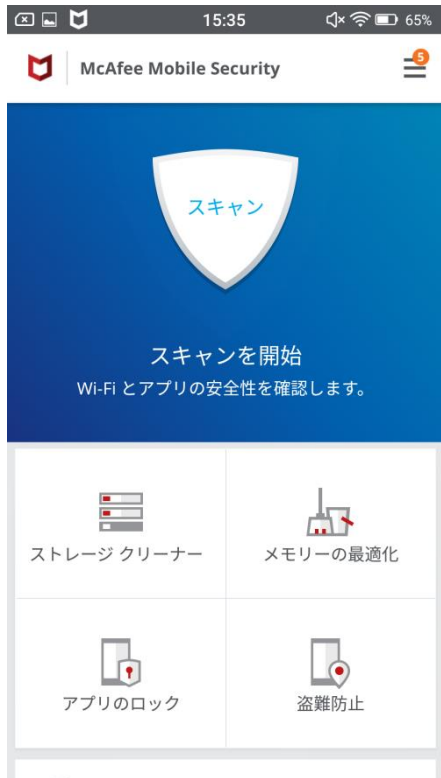 15:35
65%
McAfee Mobile Security
5
スキャン
スキャンを開始
Wi-Fi とアプリの安全性を確認します。
ストレージ クリーナー
メモリーの最適化
アプリのロック
盗難防止